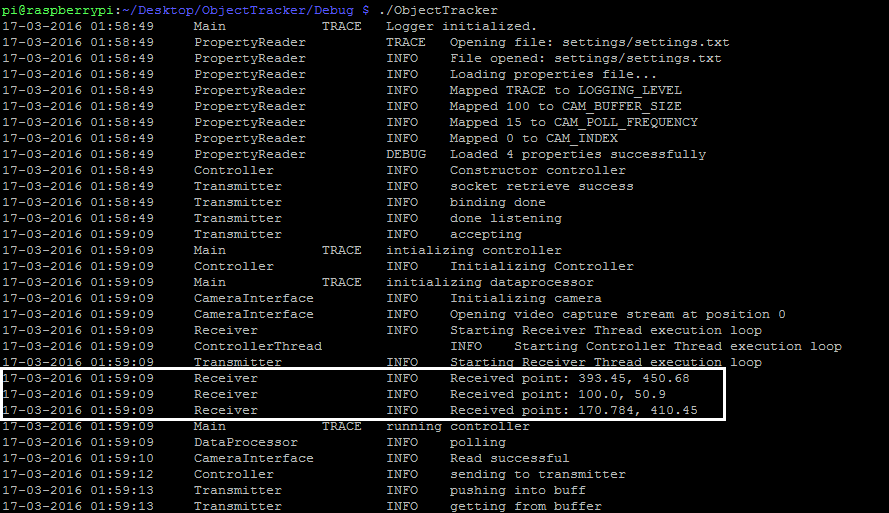 pi@raspberrypi:~/Desktop/ObjectTracker/Debug $ ./ObjectTracker
17-03-2016 01:58:49 Main TRACE Logger initialized.
17-03-2016 01:58:49 PropertyReader TRACE Opening file: settings/settings.txt
17-03-2016 01:58:49 PropertyReader INFO File opened: settings/settings.txt
17-03-2016 01:58:49 PropertyReader INFO Loading properties file...
17-03-2016 01:58:49 PropertyReader INFO Mapped TRACE to LOGGING_LEVEL
17-03-2016 01:58:49 PropertyReader INFO Mapped 100 to CAM_BUFFER_SIZE
17-03-2016 01:58:49 PropertyReader INFO Mapped 15 to CAM_POLL_FREQUENCY
17-03-2016 01:58:49 PropertyReader INFO Mapped 0 to CAM_INDEX
17-03-2016 01:58:49 PropertyReader DEBUG Loaded 4 properties successfully
17-03-2016 01:58:49 Controller INFO Constructor controller
17-03-2016 01:58:49 Transmitter INFO socket retrieve success
17-03-2016 01:58:49 Transmitter INFO binding done
17-03-2016 01:58:49 Transmitter INFO done listening
17-03-2016 01:59:09 Transmitter INFO accepting
17-03-2016 01:59:09 Main TRACE intializing controller
17-03-2016 01:59:09 Controller INFO Initializing Controller
17-03-2016 01:59:09 Main TRACE initializing dataprocessor
17-03-2016 01:59:09 CameraInterface INFO Initializing camera
17-03-2016 01:59:09 CameraInterface INFO Opening video capture stream at position 0
17-03-2016 01:59:09 Receiver INFO Starting Receiver Thread execution loop
17-03-2016 01:59:09 ControllerThread INFO Starting Controller Thread execution loop
17-03-2016 01:59:09 Transmitter INFO Starting Receiver Thread execution loop
17-03-2016 01:59:09 Receiver INFO Received point: 393.45, 450.68
17-03-2016 01:59:09 Receiver INFO Received point: 100.0, 50.9
17-03-2016 01:59:09 Receiver INFO Received point: 170.784, 410.45
17-03-2016 01:59:09 Main TRACE running controller
17-03-2016 01:59:09 DataProcessor INFO polling
17-03-2016 01:59:10 CameraInterface INFO Read successful
17-03-2016 01:59:12 Controller INFO sending to transmitter
17-03-2016 01:59:13 Transmitter INFO pushing into buff
17-03-2016 01:59:13 Transmitter INFO getting from buffer